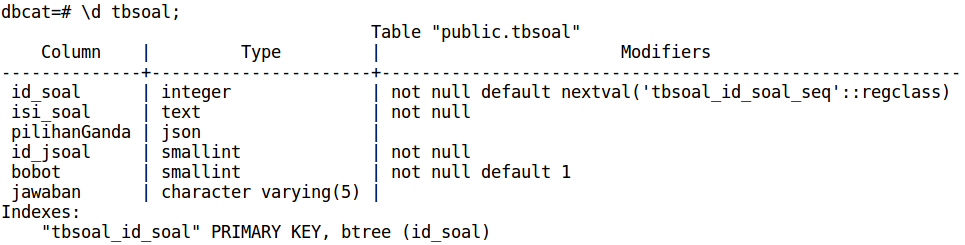 dbcat=# \d tbsoal;
                                     Table "public.tbsoal"
    Column    |         Type         |                        Modifiers
--------------+----------------------+----------------------------------------------------------
 id_soal      | integer              | not null default nextval('tbsoal_id_soal_seq'::regclass)
 isi_soal     | text                 | not null
 pilihanGanda | json                 |
 id_jsoal     | smallint             | not null
 bobot        | smallint             | not null default 1
 jawaban      | character varying(5) |
Indexes:
    "tbsoal_id_soal" PRIMARY KEY, btree (id_soal)